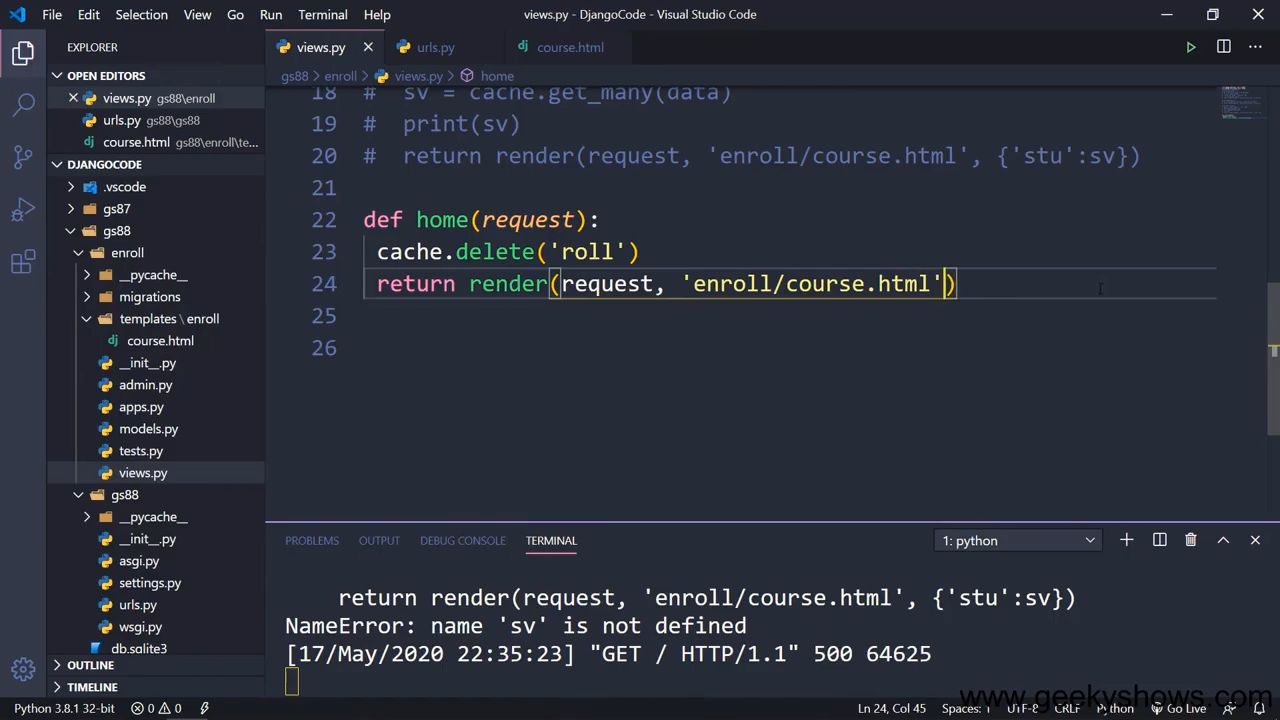 File Edit Selection View Go Run Terminal Help
views.py - DjangoCode - Visual Studio Code
EXPLORER
OPEN EDITORS
views.py gs88\enroll
urls.py gs88\gs88
course.html gs88\enroll\te...
DJANGOCODE
.vscode
gs87
gs88
enroll
__pycache__
migrations
templates \ enroll
course.html
__init__.py
admin.py
apps.py
models.py
tests.py
views.py
gs88
__pycache__
__init__.py
asgi.py
settings.py
urls.py
wsgi.py
db.sqlite3
OUTLINE
TIMELINE
views.py urls.py course.html
gs88 > enroll > views.py > home
18 # sv = cache.get_many(data)
19 # print(sv)
20 # return render(request, 'enroll/course.html', {'stu':sv})
21
22 def home(request):
23 cache.delete('roll')
24 return render(request, 'enroll/course.html')
25
26
PROBLEMS OUTPUT DEBUG CONSOLE TERMINAL
1: python
return render(request, 'enroll/course.html', {'stu':sv})
NameError: name 'sv' is not defined
[17/May/2020 22:35:23] "GET / HTTP/1.1" 500 64625
www.geekyshows.com
Python 3.8.1 32-bit 0 0 Ln 24, Col 45 Spaces: 1 UTF-8 CRLF Python Go Live